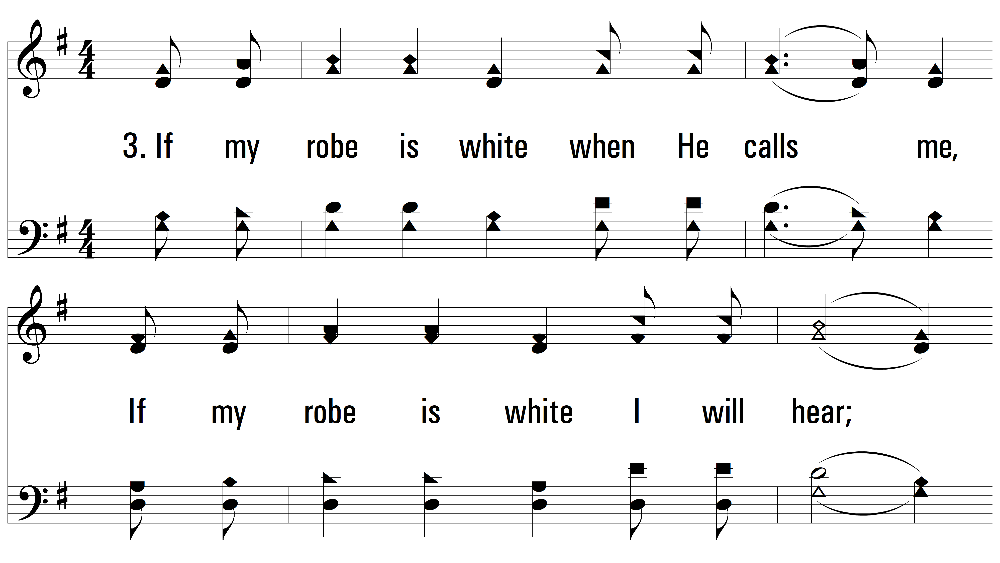 3. If my robe is white when He calls me,
If my robe is white I will hear;